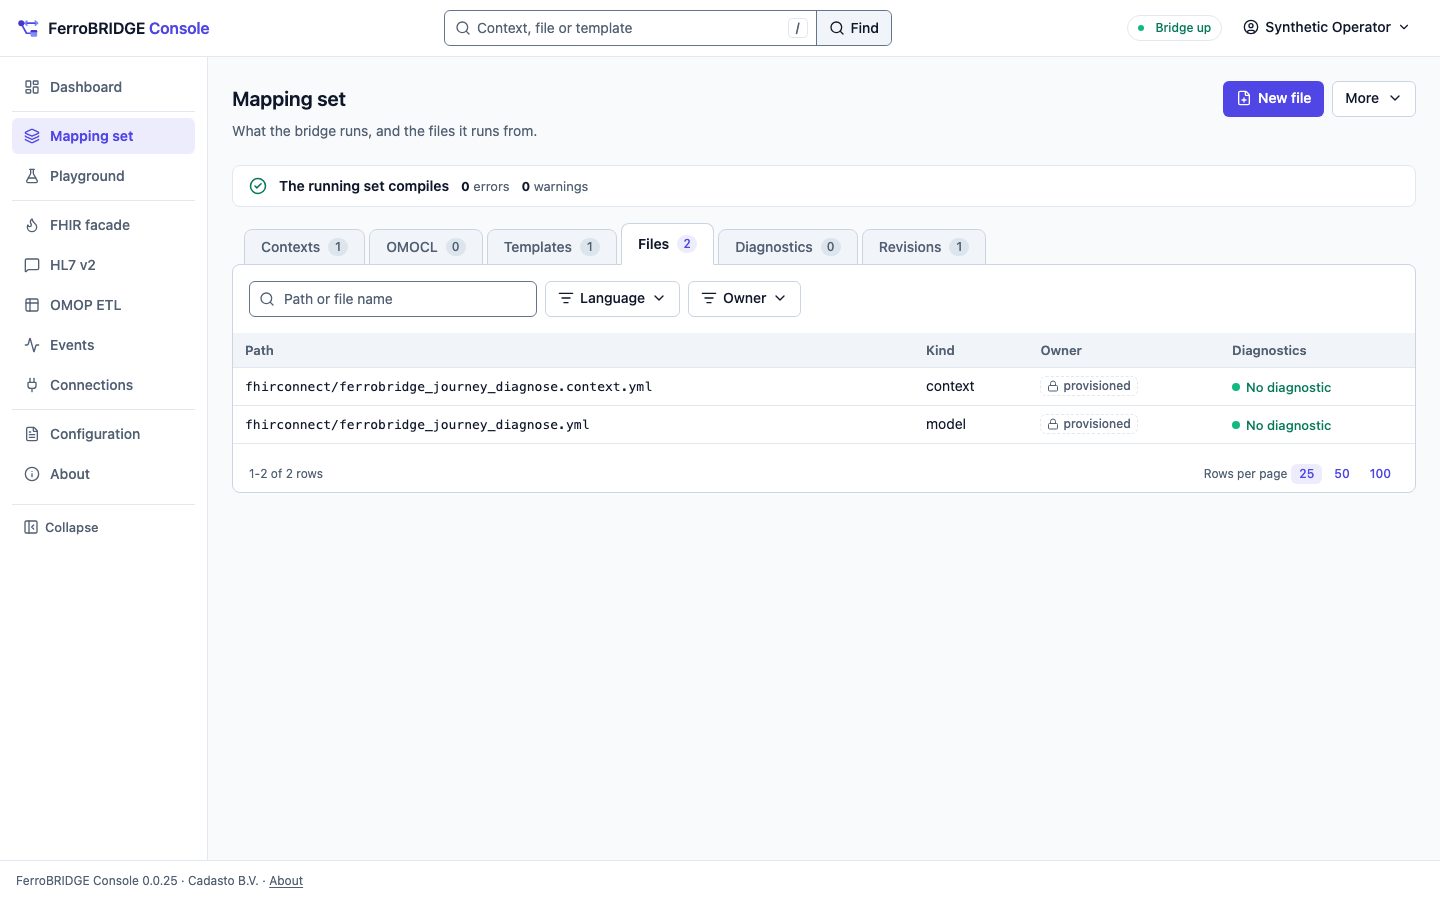 FerroBRIDGE Console
Context, file or template
/
Find
Bridge up
Synthetic Operator
Dashboard
Mapping set
Playground
FHIR facade
HL7 v2
OMOP ETL
Events
Connections
Configuration
About
Collapse
Mapping set
New file
More
What the bridge runs, and the files it runs from.
The running set compiles 0 errors 0 warnings
Contexts 1
OMOCL 0
Templates 1
Files 2
Diagnostics 0
Revisions 1
Path or file name
Language
Owner
Path Kind Owner Diagnostics
fhirconnect/ferrobridge_journey_diagnose.context.yml context provisioned No diagnostic
fhirconnect/ferrobridge_journey_diagnose.yml model provisioned No diagnostic
1-2 of 2 rows
Rows per page 25 50 100
FerroBRIDGE Console 0.0.25 · Cadasto B.V. · About